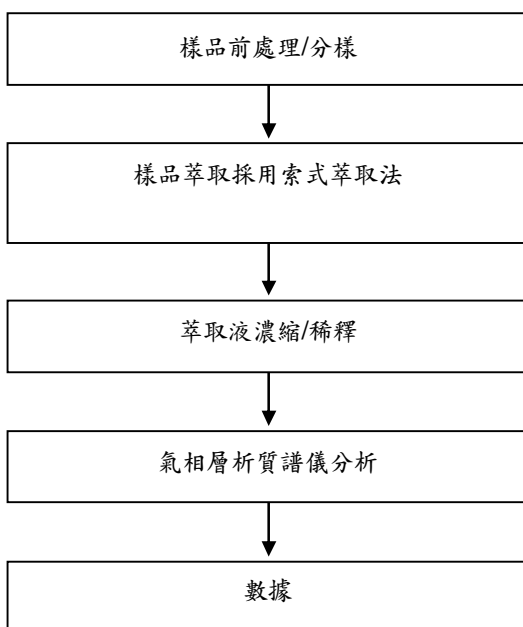 樣品前處理/分樣
樣品萃取採用索式萃取法
萃取液濃縮/稀釋
氣相層析質譜儀分析
數據